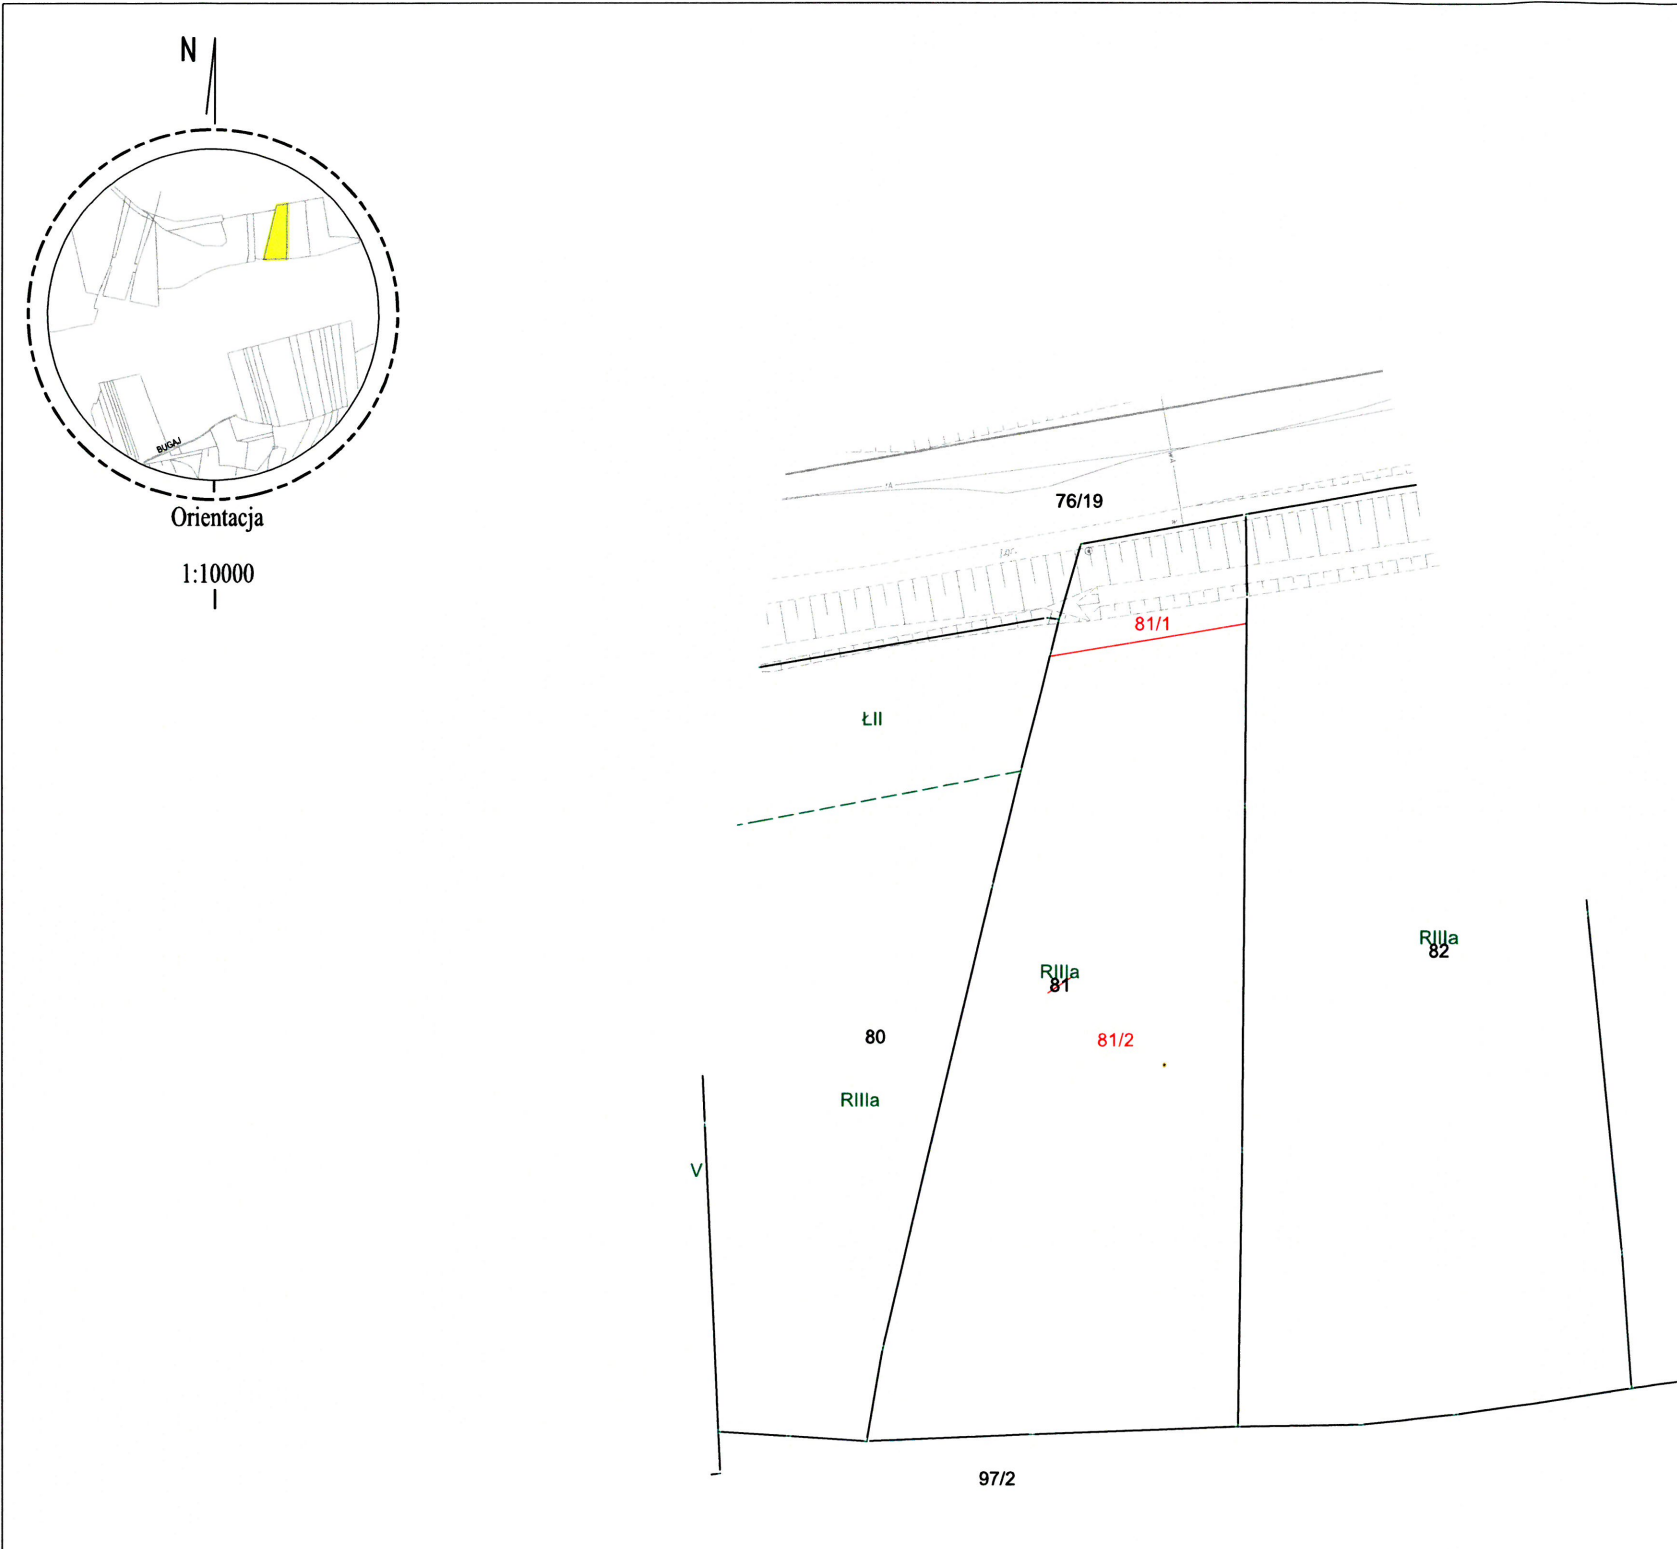 N
BUGAJ
Orientacja
1:10000
76/19
81/1
ŁII
RIIIa
82
RIIIa
81
80
81/2
RIIIa
V
97/2